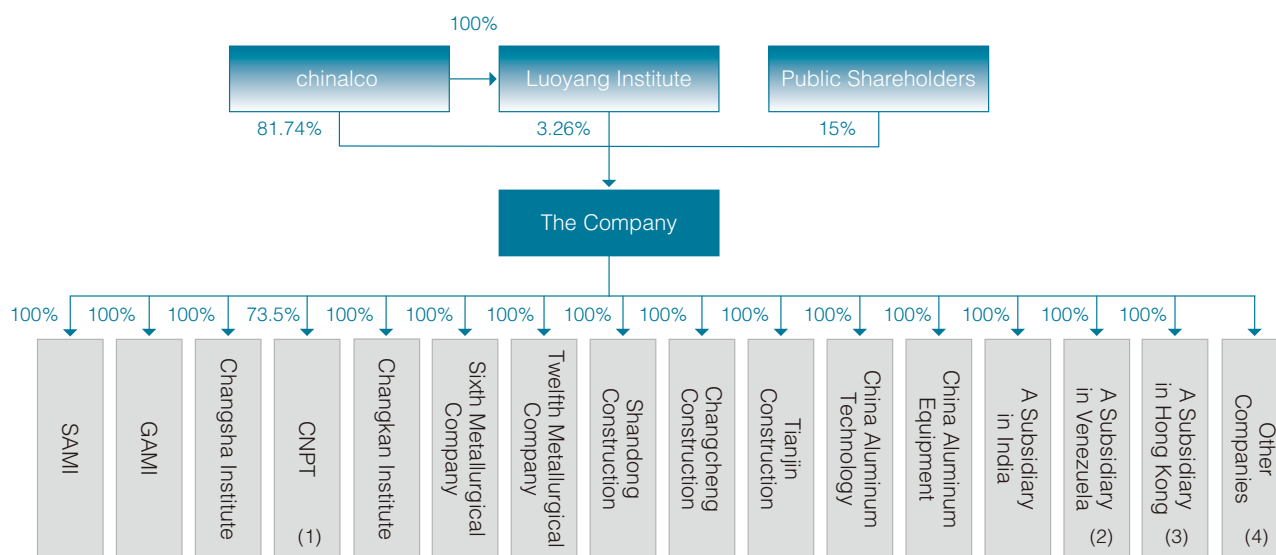 100%
chinalco
Luoyang Institute
Public Shareholders
81.74%
3.26%
15%
The Company
100%
100%
100%
73.5%
100%
100%
100%
100%
100%
100%
100%
100%
100%
100%
100%
SAMI
GAMI
Changsha Institute
CNPT
(1)
Changkan Institute
Sixth Metallurgical
Company
Twelfth Metallurgical
Company
Shandong
Construction
Changcheng
Construction
Tianjin
Construction
China Aluminum
Technology
China Aluminum
Equipment
A Subsidiary
in India
A Subsidiary
in Venezuela
(2)
A Subsidiary
in Hong Kong
(3)
Other
Companies
(4)